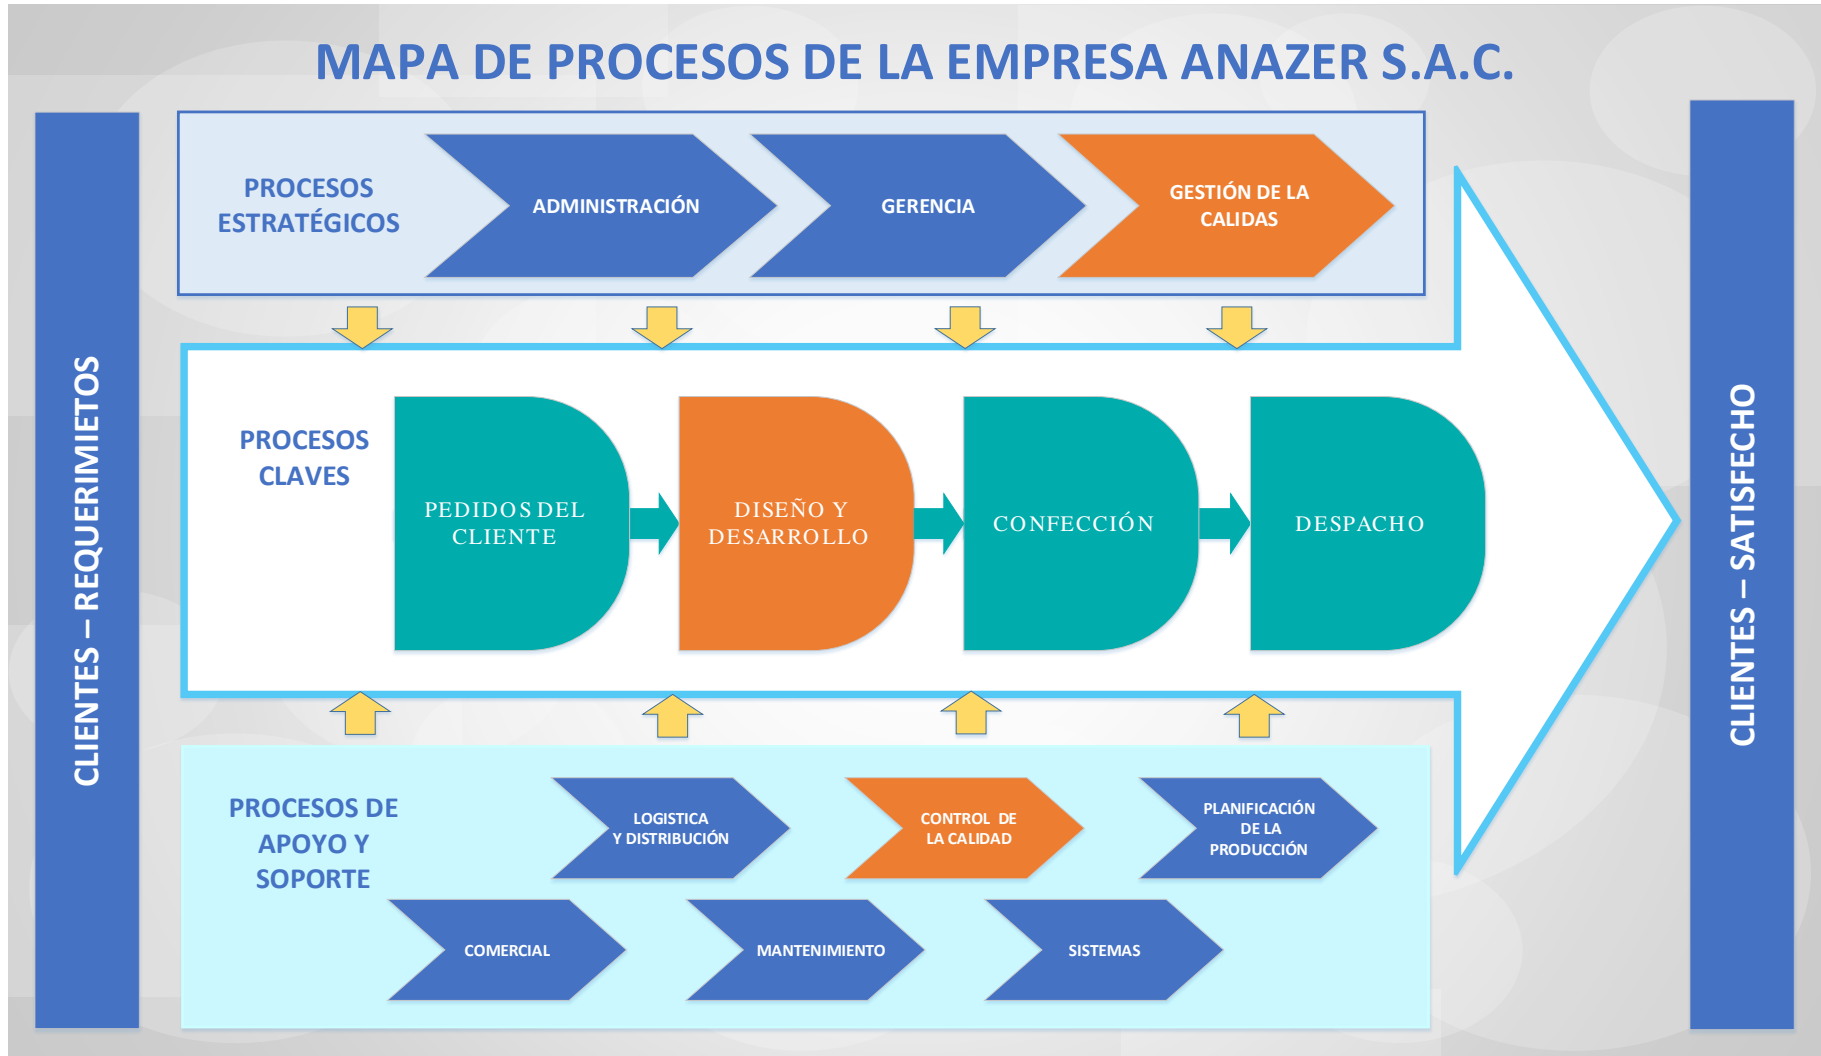 MAPA DE PROCESOS DE LA EMPRESA ANAZER S.A.C.
CLIENTES – REQUERIMIETOS
PROCESOS
ESTRATÉGICOS
ADMINISTRACIÓN
GERENCIA
GESTIÓN DE LA
CALIDAS
PROCESOS
CLAVES
PEDIDOS DEL
CLIENTE
DISEÑO Y
DESARROLLO
CONFECCIÓN
DESPACHO
PROCESOS DE
APOYO Y
SOPORTE
LOGISTICA
Y DISTRIBUCIÓN
CONTROL DE
LA CALIDAD
PLANIFICACIÓN
DE LA
PRODUCCIÓN
COMERCIAL
MANTENIMIENTO
SISTEMAS
CLIENTES – SATISFECHO